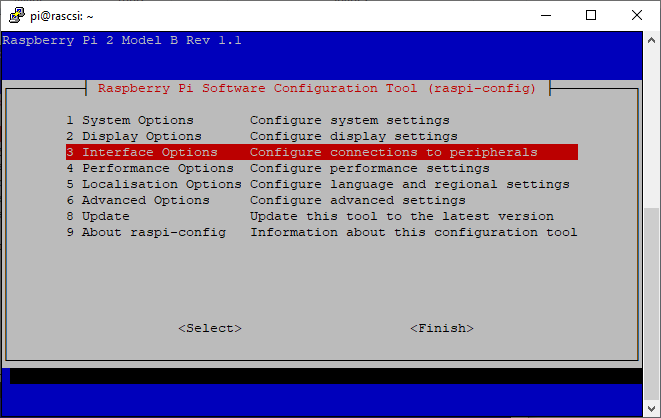 pi@rascsi: ~
Raspberry Pi 2 Model B Rev 1.1
Raspberry Pi Software Configuration Tool (raspi-config)
1 System Options       Configure system settings
2 Display Options      Configure display settings
3 Interface Options    Configure connections to peripherals
4 Performance Options  Configure performance settings
5 Localisation Options Configure language and regional settings
6 Advanced Options     Configure advanced settings
8 Update               Update this tool to the latest version
9 About raspi-config   Information about this configuration tool
<Select>                     <Finish>